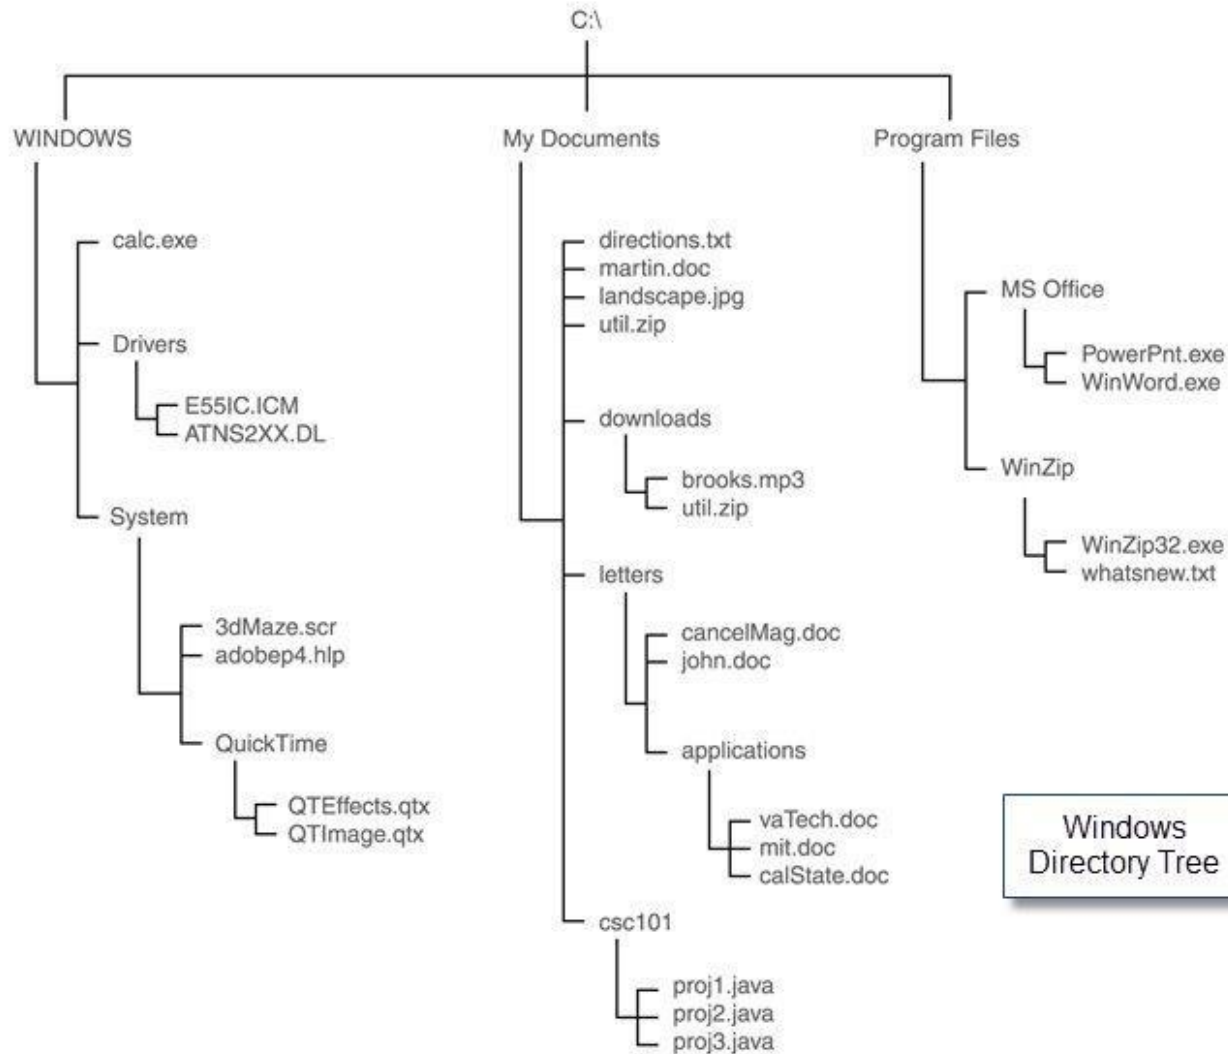 C:\
WINDOWS
calc.exe
Drivers
E55IC.ICM
ATNS2XX.DL
System
3dMaze.scr
adobep4.hlp
QuickTime
QTEffects.qtx
QTImage.qtx
My Documents
directions.txt
martin.doc
landscape.jpg
util.zip
downloads
brooks.mp3
util.zip
letters
cancelMag.doc
john.doc
applications
vaTech.doc
mit.doc
calState.doc
csc101
proj1.java
proj2.java
proj3.java
Program Files
MS Office
PowerPnt.exe
WinWord.exe
WinZip
WinZip32.exe
whatsnew.txt
Windows
Directory Tree